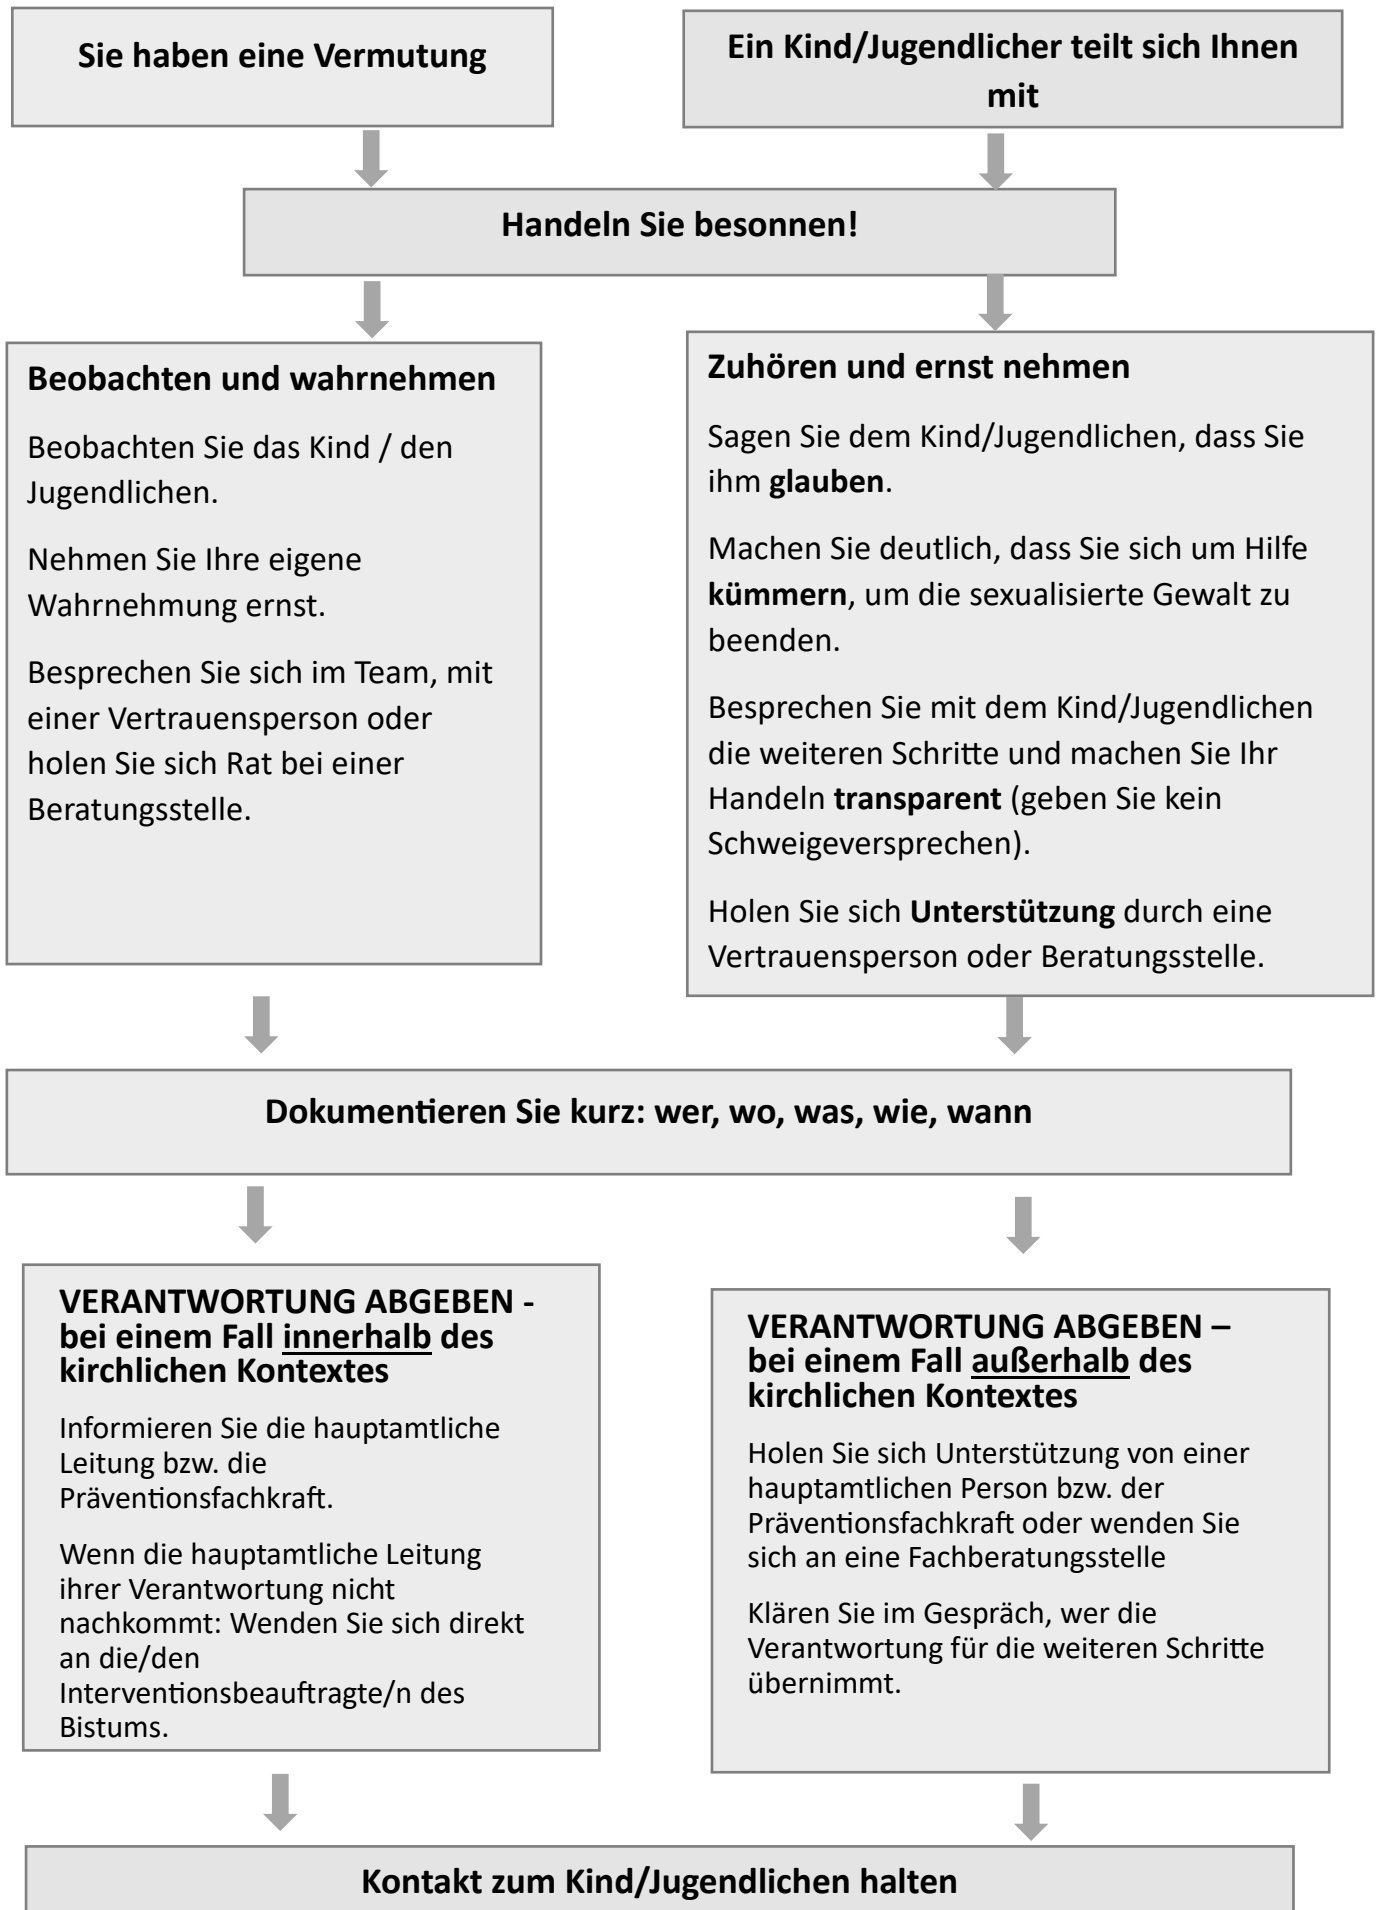 Sie haben eine Vermutung
Ein Kind/Jugendlicher teilt sich Ihnen
mit
Handeln Sie besonnen!
Beobachten und wahrnehmen
Beobachten Sie das Kind / den
Jugendlichen.
Nehmen Sie Ihre eigene
Wahrnehmung ernst.
Besprechen Sie sich im Team, mit
einer Vertrauensperson oder
holen Sie sich Rat bei einer
Beratungsstelle.
Zuhören und ernst nehmen
Sagen Sie dem Kind/Jugendlichen, dass Sie
ihm glauben.
Machen Sie deutlich, dass Sie sich um Hilfe
kümmern, um die sexualisierte Gewalt zu
beenden.
Besprechen Sie mit dem Kind/Jugendlichen
die weiteren Schritte und machen Sie Ihr
Handeln transparent (geben Sie kein
Schweigeversprechen).
Holen Sie sich Unterstützung durch eine
Vertrauensperson oder Beratungsstelle.
Dokumentieren Sie kurz: wer, wo, was, wie, wann
VERANTWORTUNG ABGEBEN -
bei einem Fall innerhalb des
kirchlichen Kontextes
Informieren Sie die hauptamtliche
Leitung bzw. die
Präventionsfachkraft.
Wenn die hauptamtliche Leitung
ihrer Verantwortung nicht
nachkommt: Wenden Sie sich direkt
an die/den
Interventionsbeauftragte/n des
Bistums.
VERANTWORTUNG ABGEBEN –
bei einem Fall außerhalb des
kirchlichen Kontextes
Holen Sie sich Unterstützung von einer
hauptamtlichen Person bzw. der
Präventionsfachkraft oder wenden Sie
sich an eine Fachberatungsstelle
Klären Sie im Gespräch, wer die
Verantwortung für die weiteren Schritte
übernimmt.
Kontakt zum Kind/Jugendlichen halten